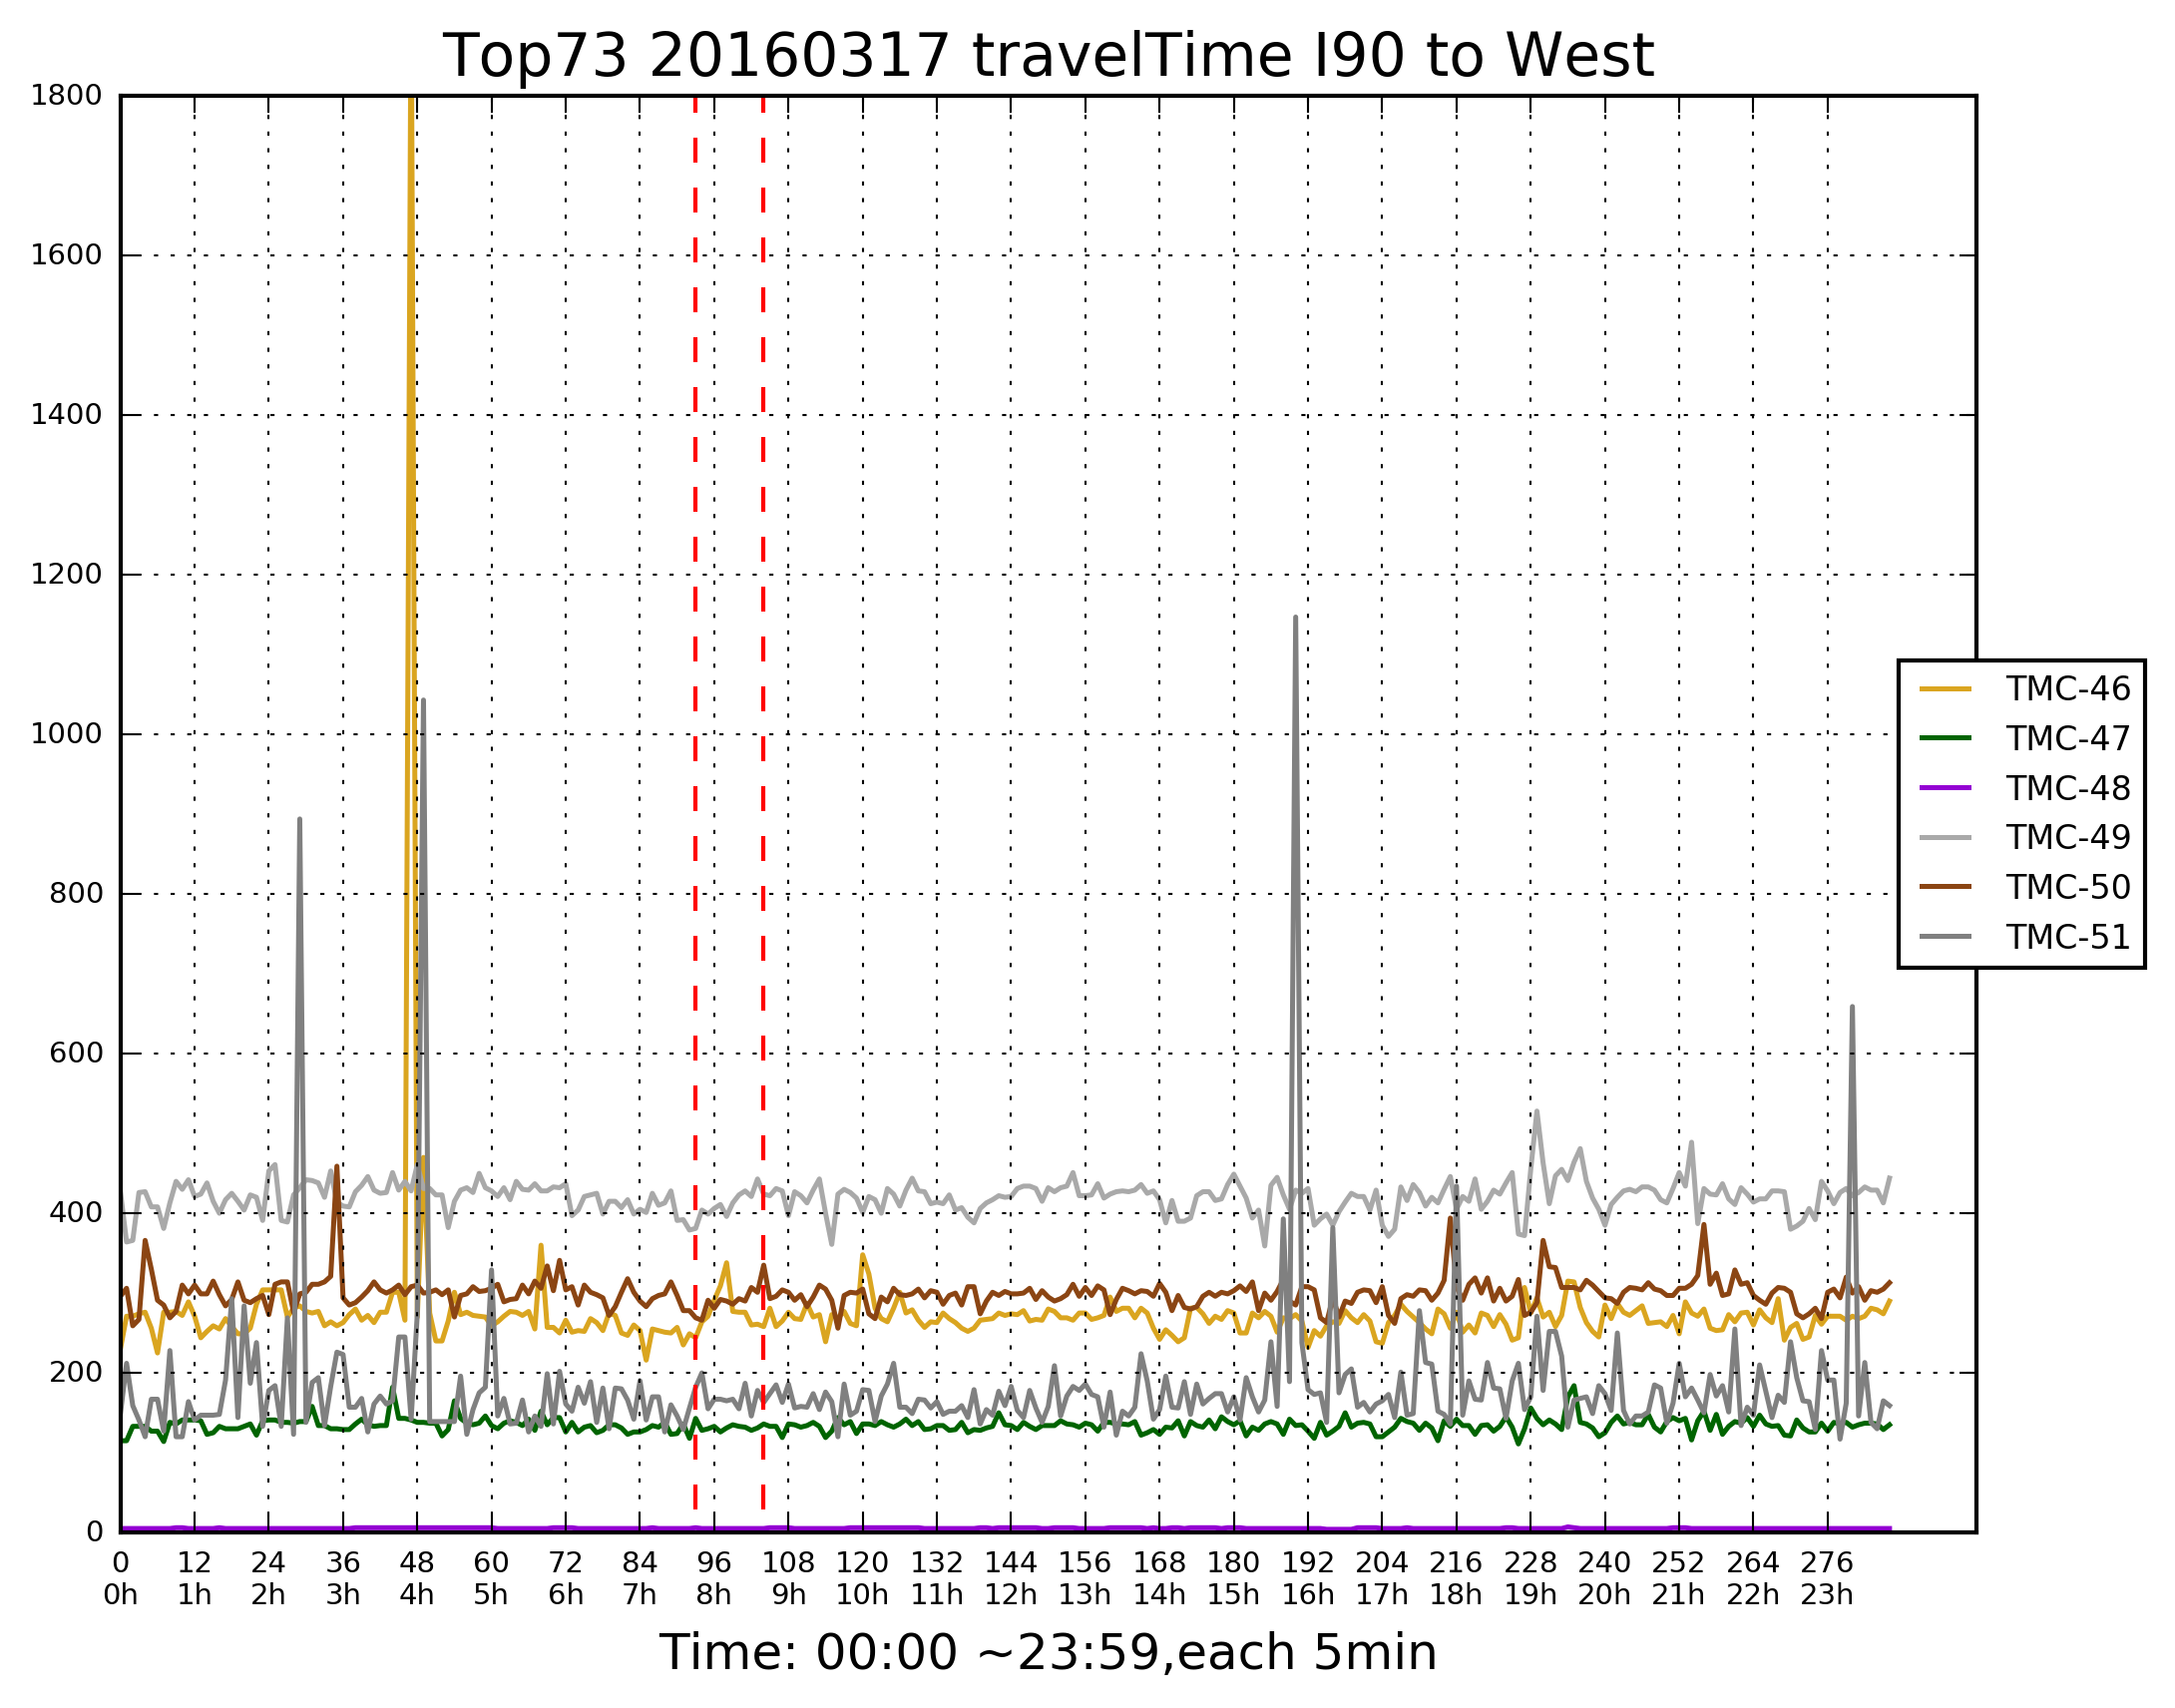 Top73 20160317 travelTime I90 to West
1800
1600
1400
1200
1000
800
600
400
200
0
TMC-46
TMC-47
TMC-48
TMC-49
TMC-50
TMC-51
0 12 24 36 48 60 72 84 96 108 120 132 144 156 168 180 192 204 216 228 240 252 264 276
0h 1h 2h 3h 4h 5h 6h 7h 8h 9h 10h 11h 12h 13h 14h 15h 16h 17h 18h 19h 20h 21h 22h 23h
Time: 00:00 ~23:59,each 5min